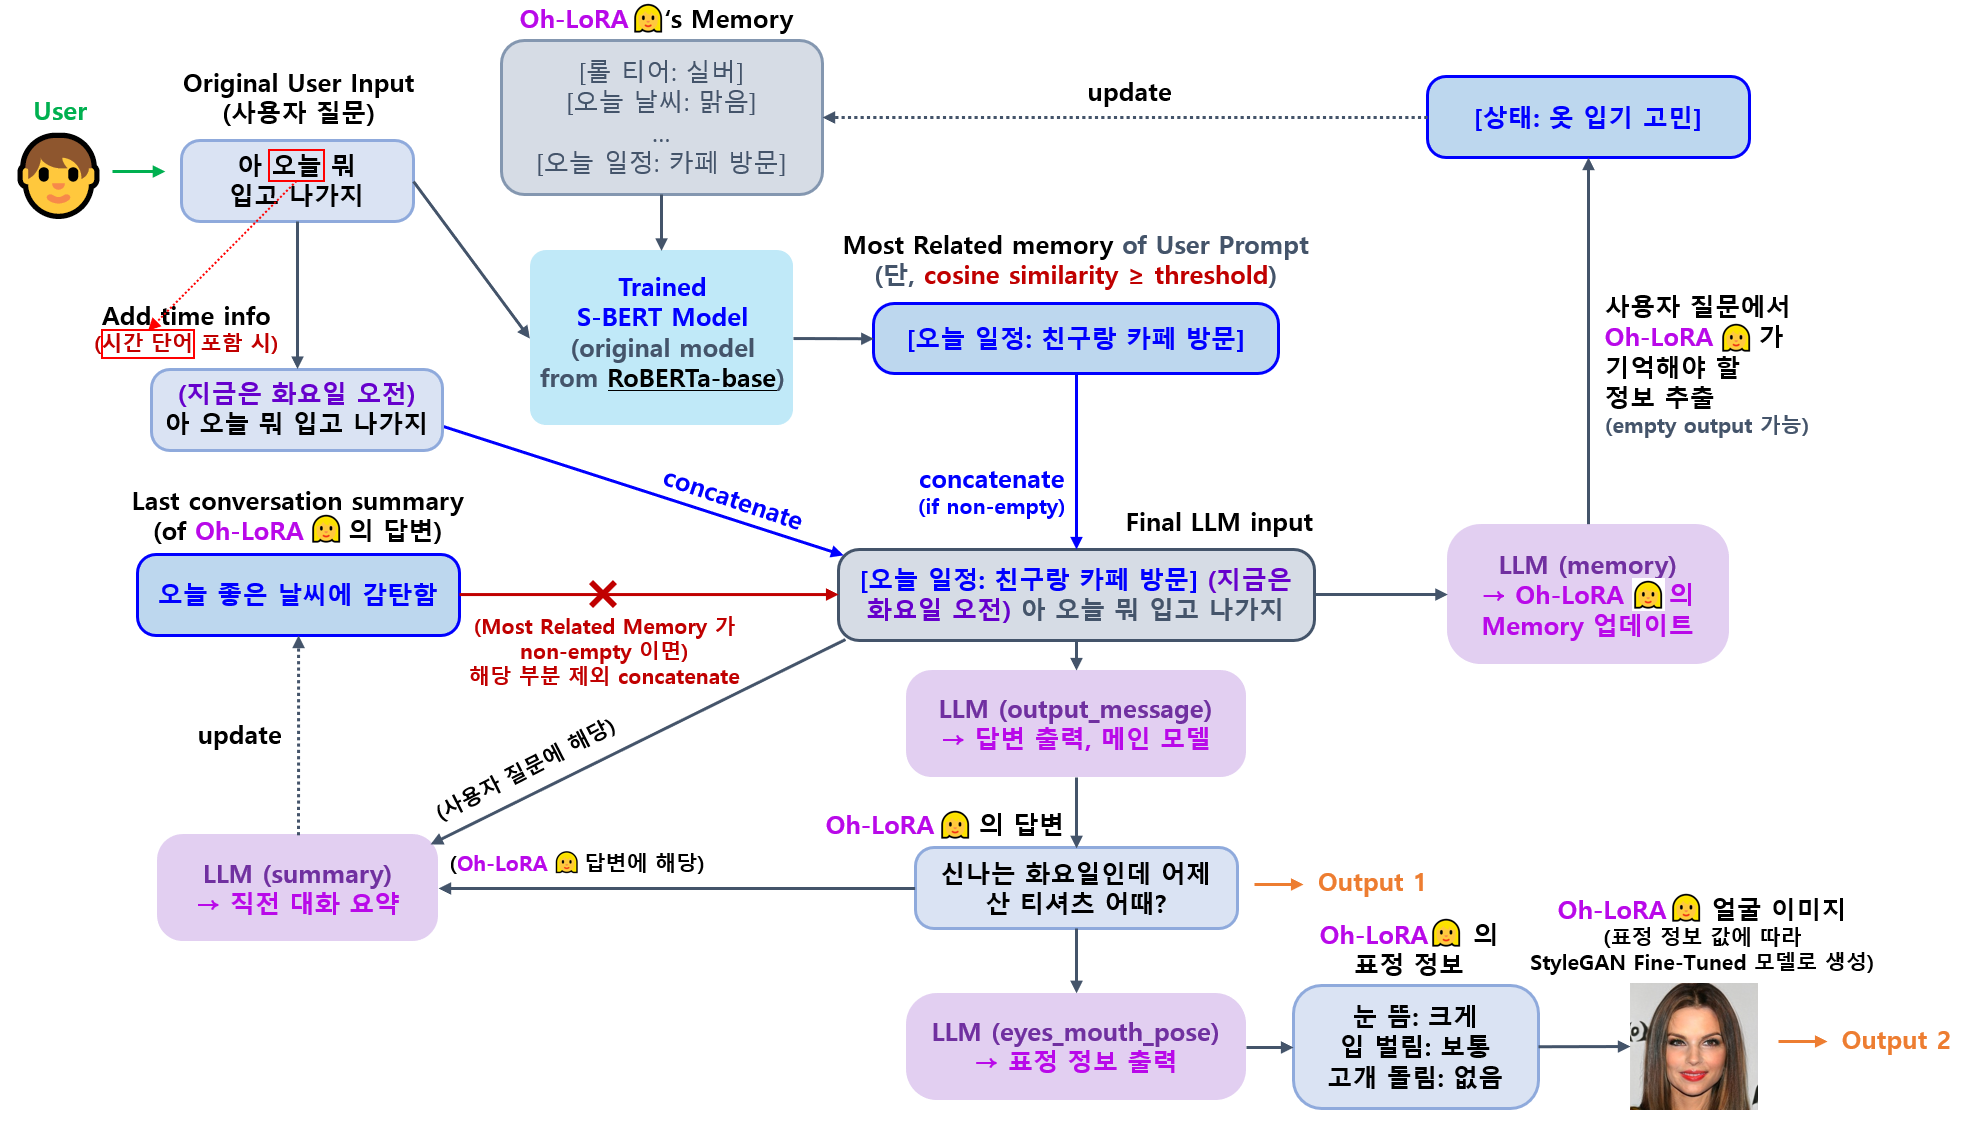 Oh-LoRA 's Memory
[롤 티어: 실버]
[오늘 날씨: 맑음]
...
[오늘 일정: 카페 방문]
update
[상태: 옷 입기 고민]
User
Original User Input
(사용자 질문)
아 오늘 뭐
입고 나가지
Add time info
(시간 단어 포함 시)
(지금은 화요일 오전)
아 오늘 뭐 입고 나가지
Trained
S-BERT Model
(original model
from RoBERTa-base)
Most Related memory of User Prompt
(단, cosine similarity ≥ threshold)
[오늘 일정: 친구랑 카페 방문]
사용자 질문에서
Oh-LoRA 가
기억해야 할
정보 추출
(empty output 가능)
concatenate
concatenate
(if non-empty)
Last conversation summary
(of Oh-LoRA 의 답변)
오늘 좋은 날씨에 감탄함
(Most Related Memory 가
non-empty 이면)
해당 부분 제외 concatenate
Final LLM input
[오늘 일정: 친구랑 카페 방문] (지금은
화요일 오전) 아 오늘 뭐 입고 나가지
LLM (memory)
→ Oh-LoRA 의
Memory 업데이트
update
(사용자 질문에 해당)
LLM (output_message)
→ 답변 출력, 메인 모델
Oh-LoRA 의 답변
(Oh-LoRA 답변에 해당)
LLM (summary)
→ 직전 대화 요약
신나는 화요일인데 어제
산 티셔츠 어때?
Output 1
LLM (eyes_mouth_pose)
→ 표정 정보 출력
Oh-LoRA 의
표정 정보
눈 뜸: 크게
입 벌림: 보통
고개 돌림: 없음
Oh-LoRA 얼굴 이미지
(표정 정보 값에 따라
StyleGAN Fine-Tuned 모델로 생성)
Output 2